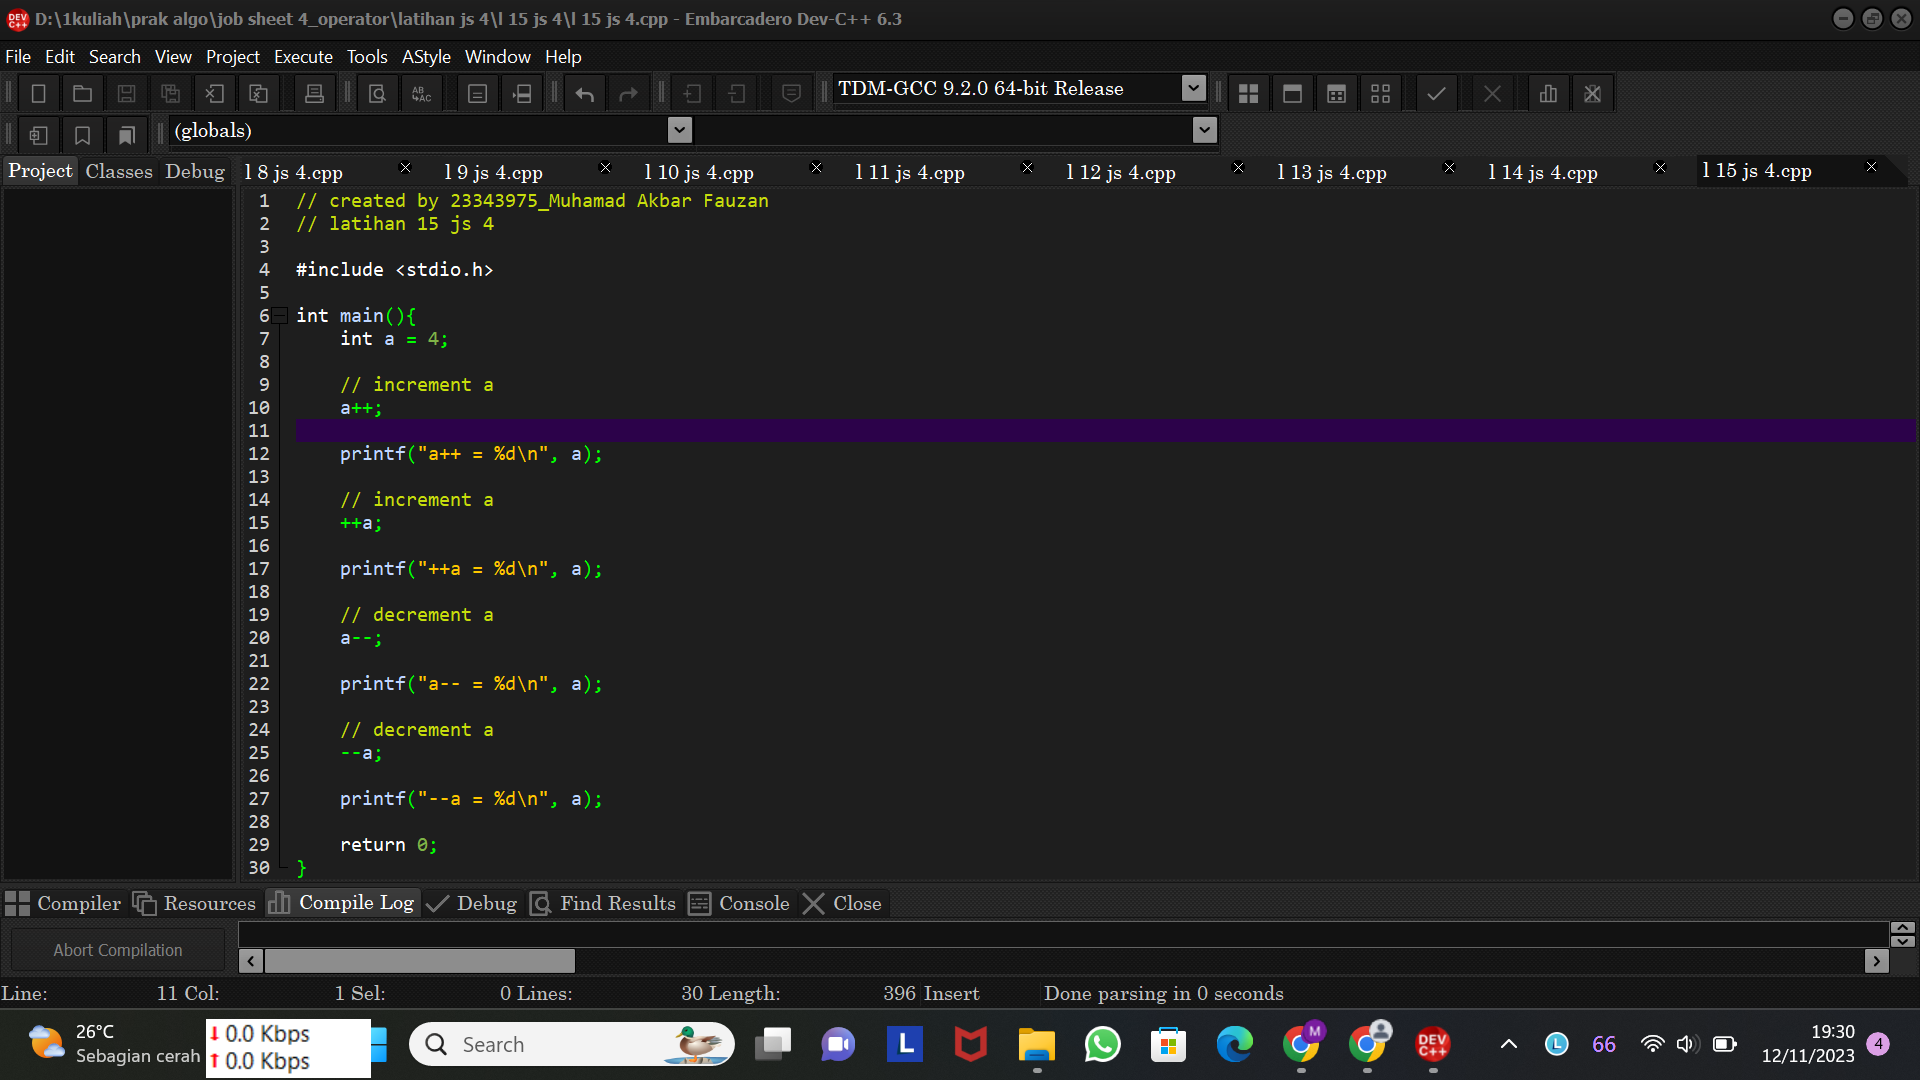 D:\1kuliah\prak algo\job sheet 4_operator\latihan js 4\l 15 js 4\l 15 js 4.cpp - Embarcadero Dev-C++ 6.3
File Edit Search View Project Execute Tools AStyle Window Help
TDM-GCC 9.2.0 64-bit Release
(globals)
Project Classes Debug l 8 js 4.cpp l 9 js 4.cpp l 10 js 4.cpp l 11 js 4.cpp l 12 js 4.cpp l 13 js 4.cpp l 14 js 4.cpp l 15 js 4.cpp
1 // created by 23343975_Muhamad Akbar Fauzan
2 // latihan 15 js 4
3
4 #include <stdio.h>
5
6 int main(){
7 int a = 4;
8
9 // increment a
10 a++;
11
12 printf("a++ = %d\n", a);
13
14 // increment a
15 ++a;
16
17 printf("++a = %d\n", a);
18
19 // decrement a
20 a--;
21
22 printf("a-- = %d\n", a);
23
24 // decrement a
25 --a;
26
27 printf("--a = %d\n", a);
28
29 return 0;
30 }
Compiler Resources Compile Log Debug Find Results Console Close
Abort Compilation
Line: 11 Col: 1 Sel: 0 Lines: 30 Length: 396 Insert Done parsing in 0 seconds
26°C
Sebagian cerah
0.0 Kbps
0.0 Kbps
Search
L
M
DEV
C++
L
66
19:30
12/11/2023
4